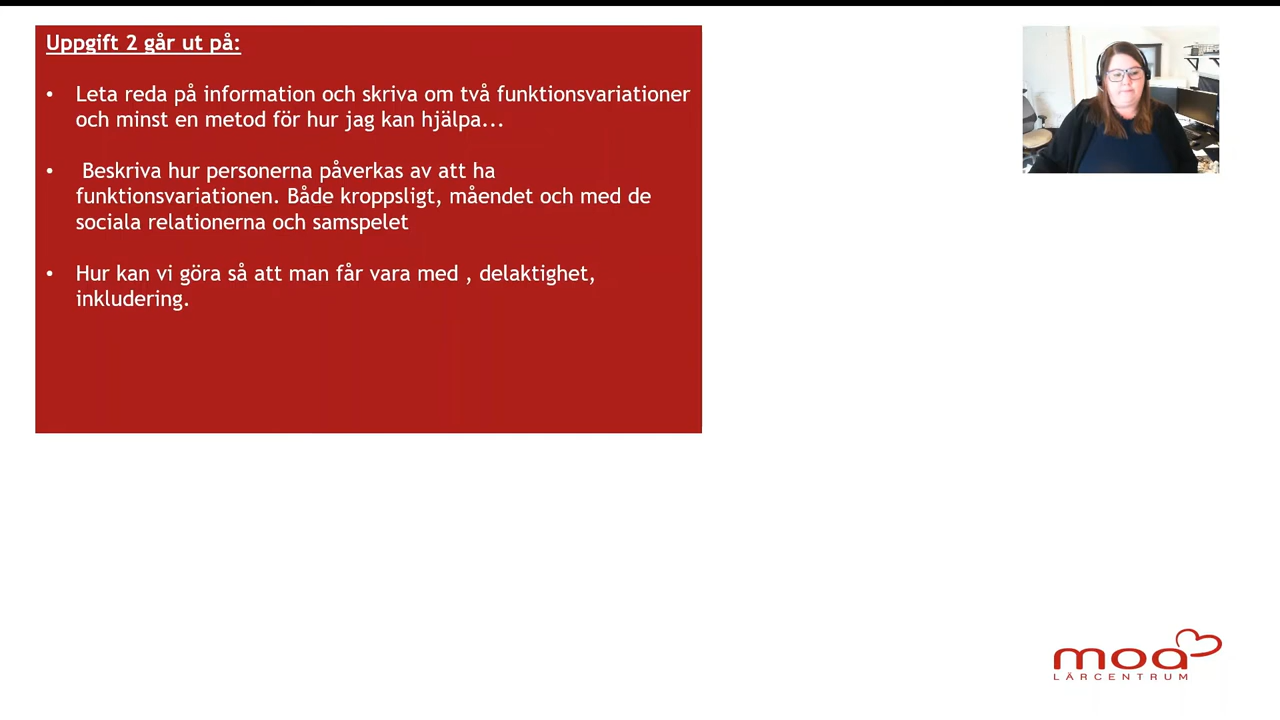 Uppgift 2 går ut på:
• Leta reda på information och skriva om två funktionsvariationer
och minst en metod för hur jag kan hjälpa...
• Beskriva hur personerna påverkas av att ha
funktionsvariationen. Både kroppsligt, måendet och med de
sociala relationerna och samspelet
• Hur kan vi göra så att man får vara med , delaktighet,
inkludering.
moa
LÄRCENTRUM